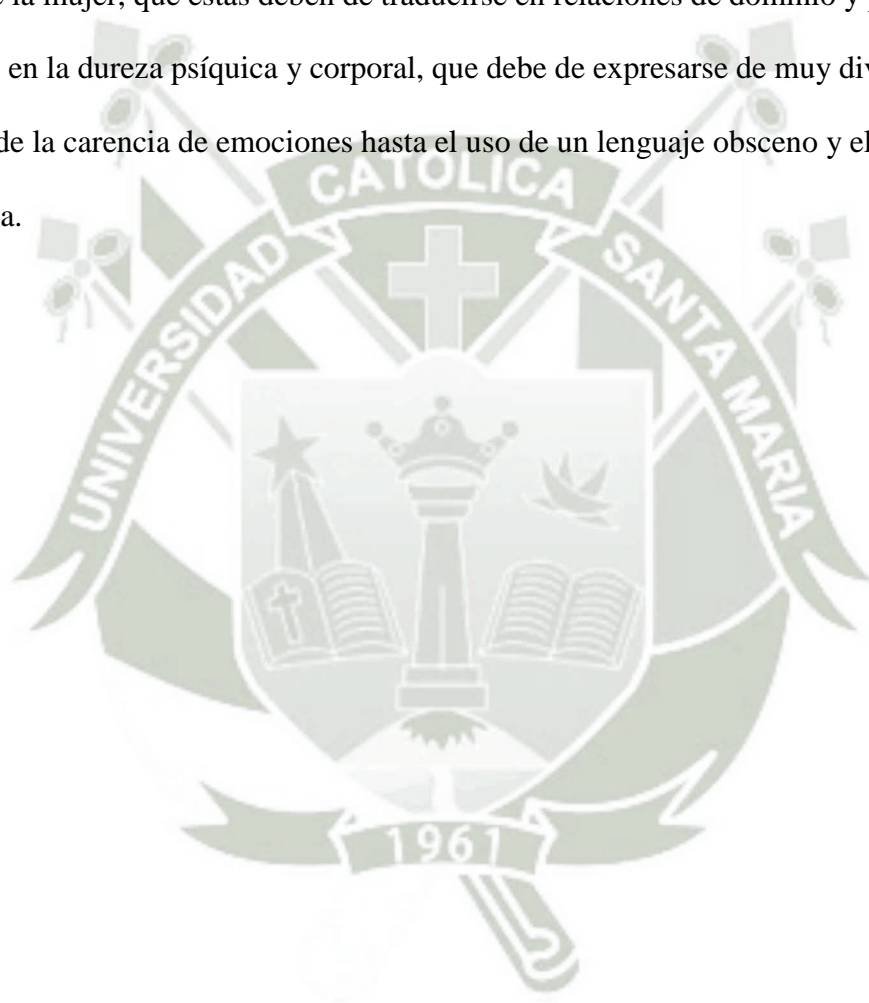 la mujer, que estas deben de traducirse en relaciones de dominio y
en la dureza psíquica y corporal, que debe de expresarse de muy
de la carencia de emociones hasta el uso de un lenguaje obsceno y el
a.
UNIVERSIDAD CATOLICA SANTA MARIA
1961